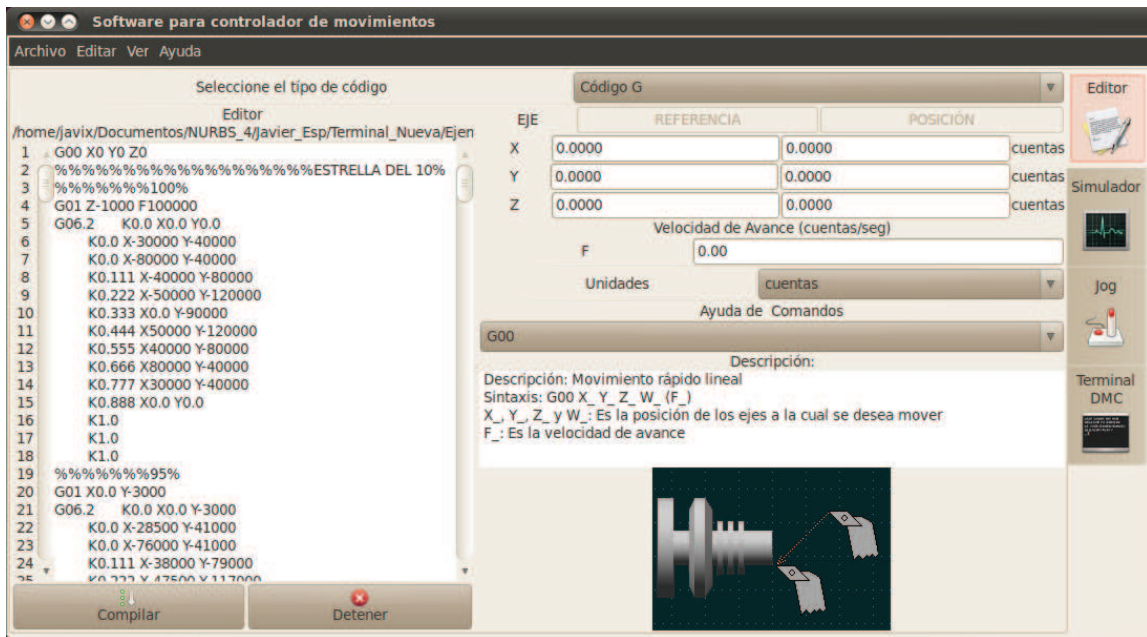 Software para controlador de movimientos
Archivo Editar Ver Ayuda
Seleccione el tipo de código
Código G
Editor
/home/javix/Documentos/NURBS_4/Javier_Esp/Terminal_Nueva/Ejen
1 G00 X0 Y0 Z0
2 %%%%%%%%%%%%%%%%%%%ESTRELLA DEL 10%
3 %%%%%%%100%
4 G01 Z-1000 F100000
5 G06.2 K0.0 X0.0 Y0.0
6 K0.0 X-30000 Y-40000
7 K0.0 X-80000 Y-40000
8 K0.111 X-40000 Y-80000
9 K0.222 X-50000 Y-120000
10 K0.333 X0.0 Y-90000
11 K0.444 X50000 Y-120000
12 K0.555 X40000 Y-80000
13 K0.666 X80000 Y-40000
14 K0.777 X30000 Y-40000
15 K0.888 X0.0 Y0.0
16 K1.0
17 K1.0
18 K1.0
19 %%%%%%%95%
20 G01 X0.0 Y-3000
21 G06.2 K0.0 X0.0 Y-3000
22 K0.0 X-28500 Y-41000
23 K0.0 X-76000 Y-41000
24 K0.111 X-38000 Y-79000
25 K0.222 X-47500 Y-117000
Compilar
Detener
EJE REFERENCIA POSICIÓN
X 0.0000 0.0000 cuentas
Y 0.0000 0.0000 cuentas
Z 0.0000 0.0000 cuentas
Velocidad de Avance (cuentas/seg)
F 0.00
Unidades cuentas
Ayuda de Comandos
G00
Descripción:
Descripción: Movimiento rápido lineal
Sintaxis: G00 X_ Y_ Z_ W_ (F_)
X_, Y_, Z_ y W_: Es la posición de los ejes a la cual se desea mover
F_: Es la velocidad de avance
Editor
Simulador
Jog
Terminal
DMC